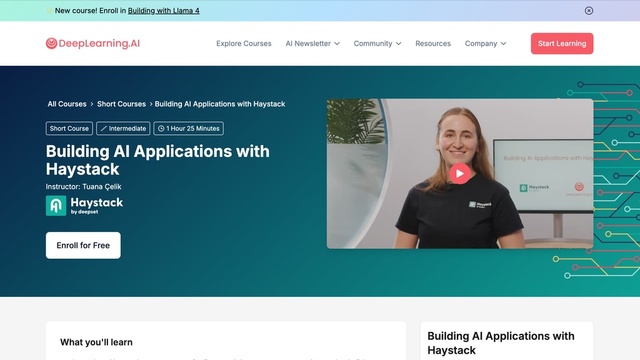 New course! Enroll in Building with Llama 4
DeepLearning.AI
Explore Courses
AI Newsletter
Community
Resources
Company
Start Learning
All Courses > Short Courses > Building AI Applications with Haystack
Short Course
Intermediate
1 Hour 25 Minutes
Building AI Applications with
Haystack
Instructor: Tuana Çelik
Haystack
by deepset
Enroll for Free
Building AI Applications with Hay
Haystack
Haystack
What you'll learn
Building AI Applications with
Haystack